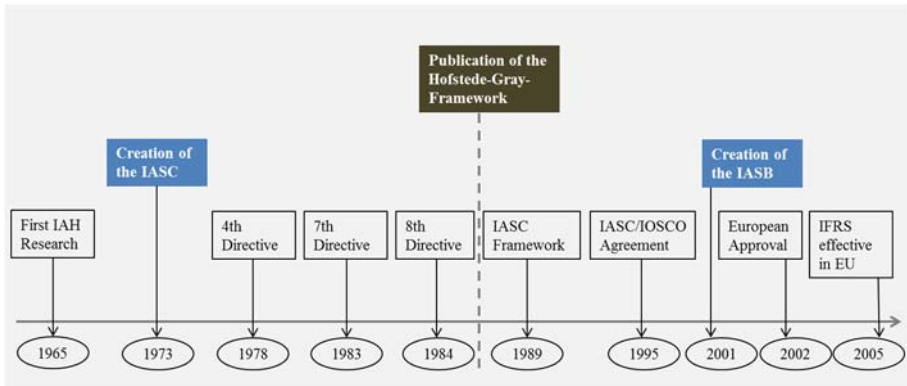 Publication of the
Hofstede-Gray-
Framework
Creation of
the IASC
Creation of
the IASB
First IAH
Research
4th
Directive
7th
Directive
8th
Directive
IASC
Framework
IASC/IOSCO
Agreement
European
Approval
IFRS
effective
in EU
1965
1973
1978
1983
1984
1989
1995
2001
2002
2005